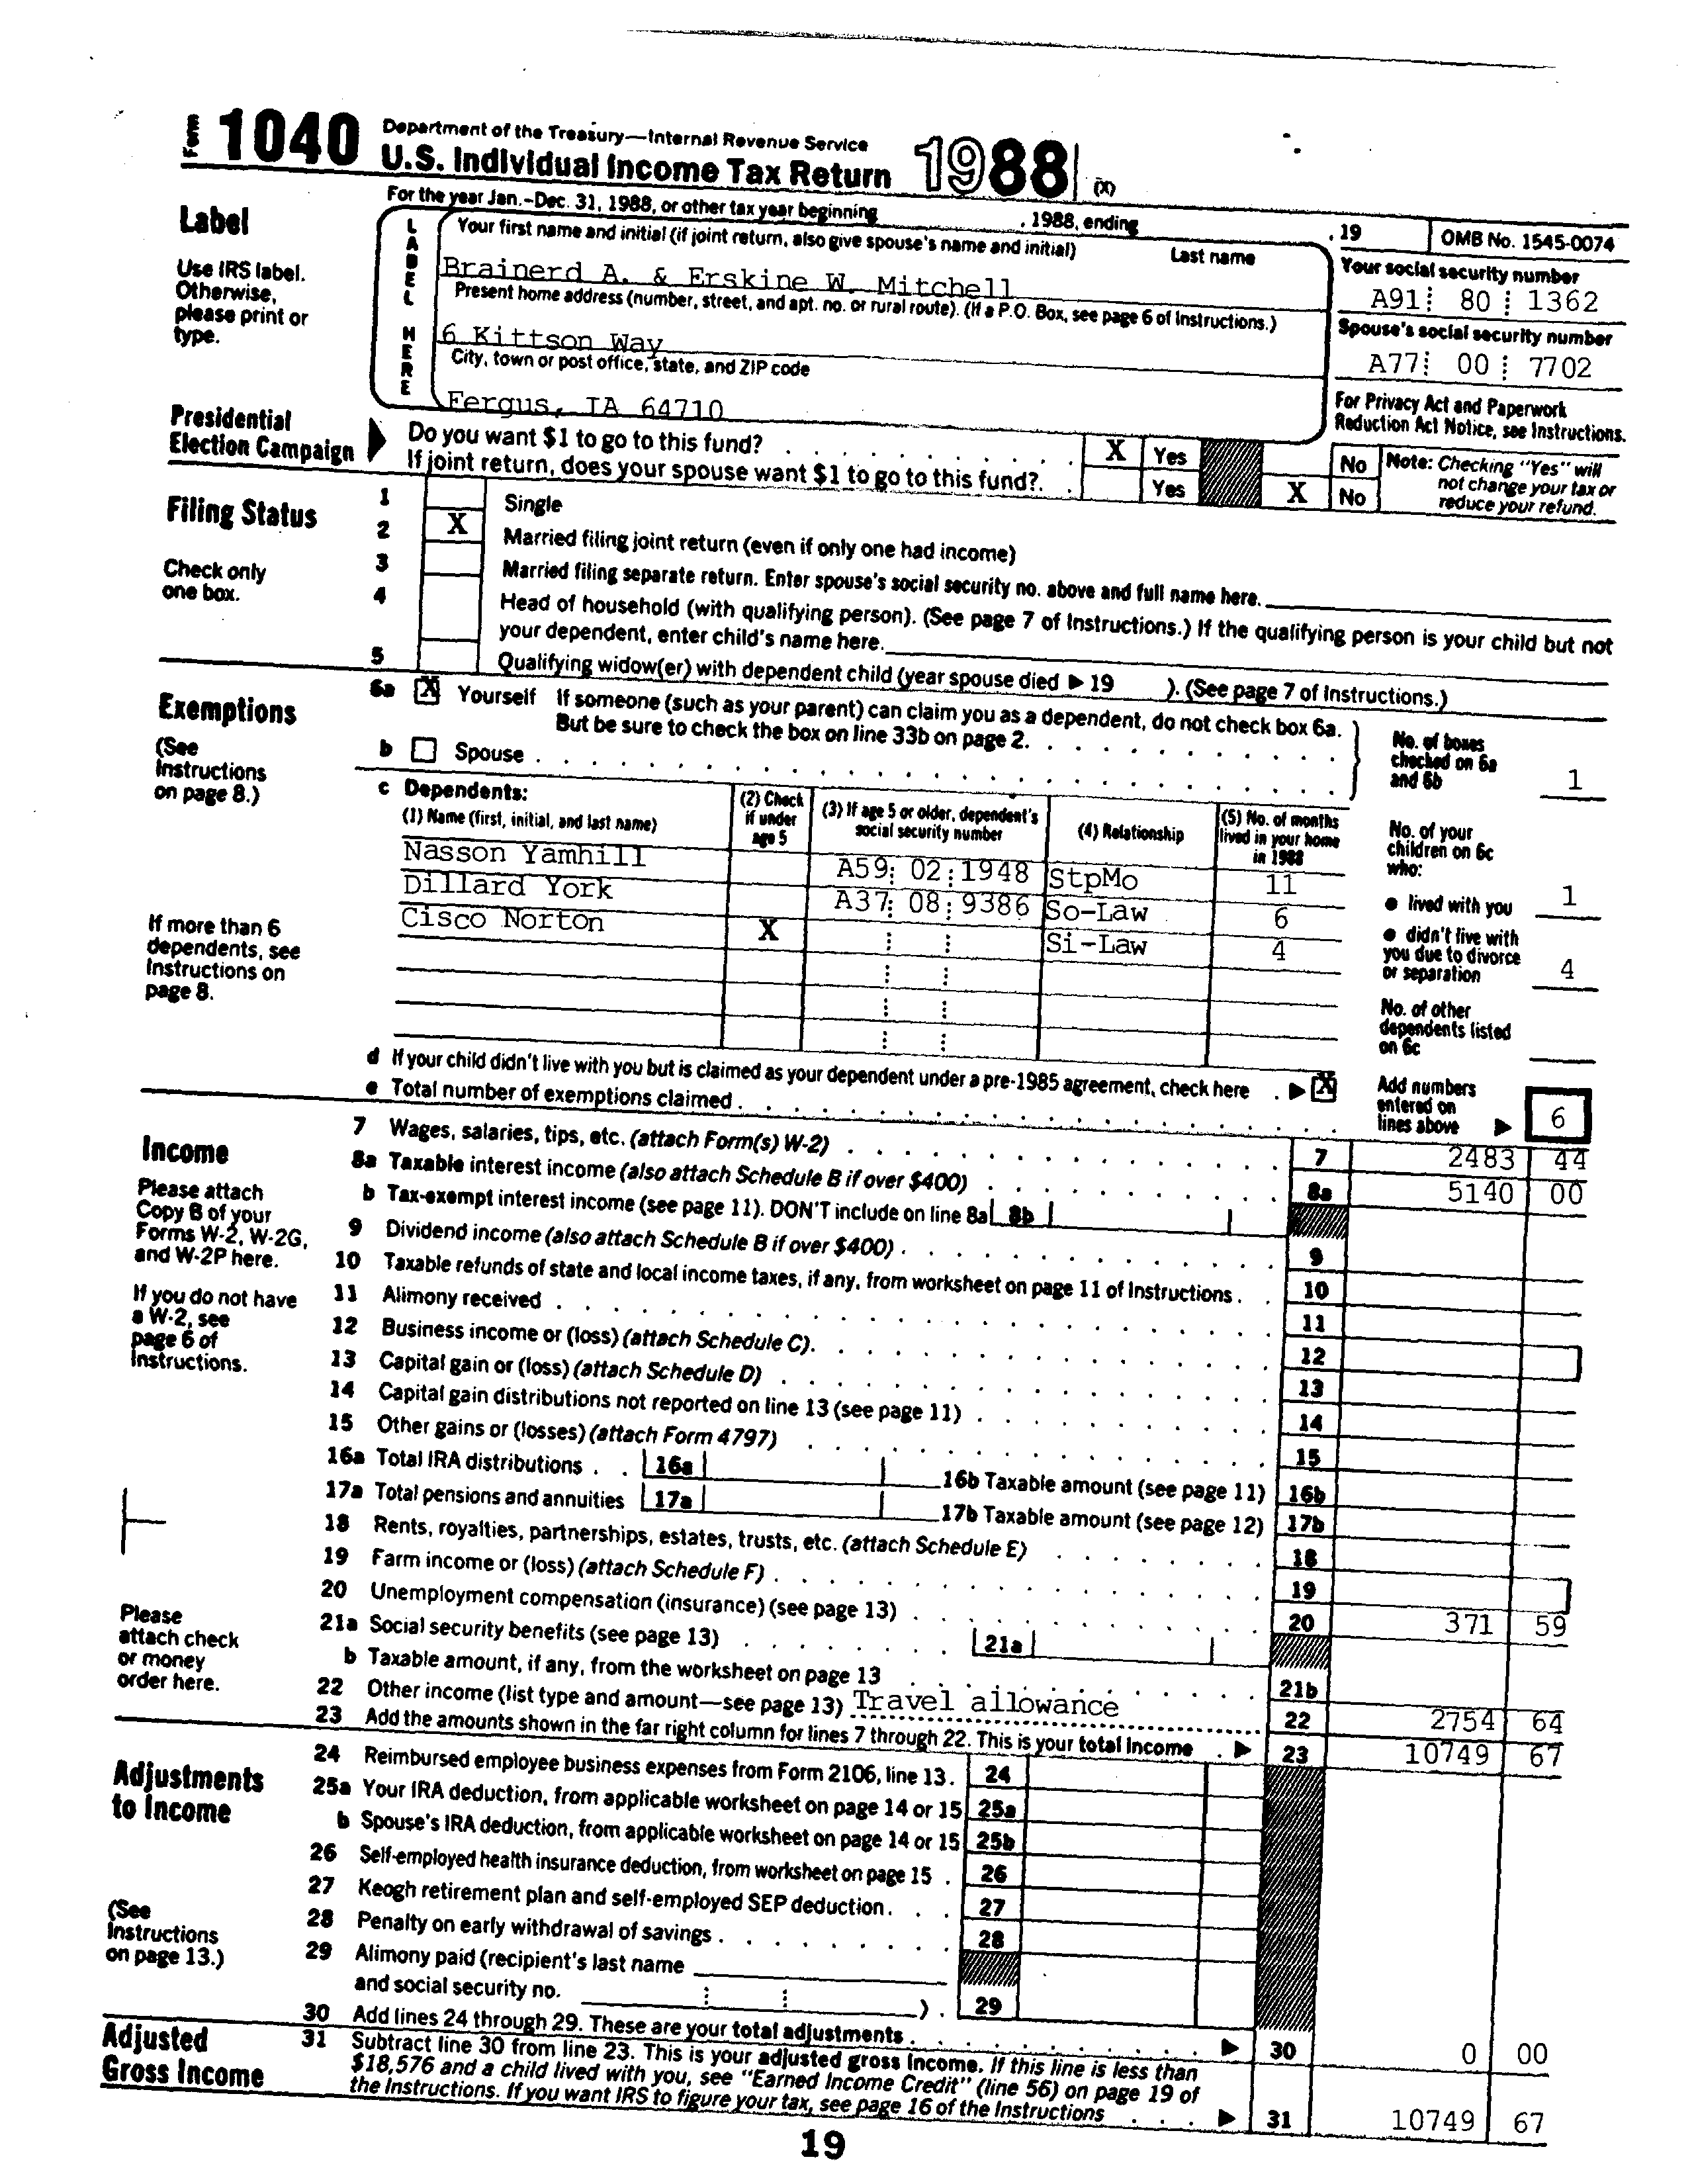 Form 1040 Department of the Treasury—Internal Revenue Service
U.S. Individual Income Tax Return 1988 (X)
For the year Jan.-Dec. 31, 1988, or other tax year beginning , 1988, ending , 19 OMB No. 1545-0074
Label
Use IRS label.
Otherwise,
please print or
type.
LABEL HERE
Your first name and initial (if joint return, also give spouse's name and initial) Last name
Brainerd A. & Erskine W. Mitchell
Your social security number
A91 80 1362
Present home address (number, street, and apt. no. or rural route). (If a P.O. Box, see page 6 of Instructions.)
6 Kittson Way
Spouse's social security number
A77 00 7702
City, town or post office, state, and ZIP code
Fergus, IA 64710
For Privacy Act and Paperwork
Reduction Act Notice, see Instructions.
Presidential
Election Campaign
Do you want $1 to go to this fund? X Yes No
If joint return, does your spouse want $1 to go to this fund? Yes X No
Note: Checking "Yes" will
not change your tax or
reduce your refund.
Filing Status
Check only
one box.
1 Single
2 X Married filing joint return (even if only one had income)
3 Married filing separate return. Enter spouse's social security no. above and full name here.
4 Head of household (with qualifying person). (See page 7 of Instructions.) If the qualifying person is your child but not
your dependent, enter child's name here.
5 Qualifying widow(er) with dependent child (year spouse died ▶ 19 ). (See page 7 of Instructions.)
Exemptions
(See
Instructions
on page 8.)
6a X Yourself If someone (such as your parent) can claim you as a dependent, do not check box 6a.
But be sure to check the box on line 33b on page 2.
b Spouse
No. of boxes
checked on 6a
and 6b 1
c Dependents:
(1) Name (first, initial, and last name)
(2) Check
if under
age 5
(3) If age 5 or older, dependent's
social security number
(4) Relationship
(5) No. of months
lived in your home
in 1988
Nasson Yamhill A59 02 1948 StpMo 11
Dillard York A37 08 9386 So-Law 6
Cisco Norton X Si-Law 4
If more than 6
dependents, see
Instructions on
page 8.
No. of your
children on 6c
who:
● lived with you 1
● didn't live with
you due to divorce
or separation 4
No. of other
dependents listed
on 6c
d If your child didn't live with you but is claimed as your dependent under a pre-1985 agreement, check here ▶ X
e Total number of exemptions claimed
Add numbers
entered on
lines above ▶ 6
Income
Please attach
Copy B of your
Forms W-2, W-2G,
and W-2P here.
If you do not have
a W-2, see
page 6 of
Instructions.
7 Wages, salaries, tips, etc. (attach Form(s) W-2) 7 2483 44
8a Taxable interest income (also attach Schedule B if over $400) 8a 5140 00
b Tax-exempt interest income (see page 11). DON'T include on line 8a 8b
9 Dividend income (also attach Schedule B if over $400) 9
10 Taxable refunds of state and local income taxes, if any, from worksheet on page 11 of Instructions 10
11 Alimony received 11
12 Business income or (loss) (attach Schedule C) 12
13 Capital gain or (loss) (attach Schedule D) 13
14 Capital gain distributions not reported on line 13 (see page 11) 14
15 Other gains or (losses) (attach Form 4797) 15
16a Total IRA distributions 16a 16b Taxable amount (see page 11) 16b
17a Total pensions and annuities 17a 17b Taxable amount (see page 12) 17b
18 Rents, royalties, partnerships, estates, trusts, etc. (attach Schedule E) 18
19 Farm income or (loss) (attach Schedule F) 19
20 Unemployment compensation (insurance) (see page 13) 20 371 59
21a Social security benefits (see page 13) 21a
b Taxable amount, if any, from the worksheet on page 13 21b
22 Other income (list type and amount—see page 13) Travel allowance 22 2754 64
23 Add the amounts shown in the far right column for lines 7 through 22. This is your total income ▶ 23 10749 67
Please
attach check
or money
order here.
Adjustments
to Income
(See
Instructions
on page 13.)
24 Reimbursed employee business expenses from Form 2106, line 13. 24
25a Your IRA deduction, from applicable worksheet on page 14 or 15 25a
b Spouse's IRA deduction, from applicable worksheet on page 14 or 15 25b
26 Self-employed health insurance deduction, from worksheet on page 15 26
27 Keogh retirement plan and self-employed SEP deduction 27
28 Penalty on early withdrawal of savings 28
29 Alimony paid (recipient's last name
and social security no. ) 29
30 Add lines 24 through 29. These are your total adjustments ▶ 30 0 00
Adjusted
Gross Income
31 Subtract line 30 from line 23. This is your adjusted gross income. If this line is less than
$18,576 and a child lived with you, see "Earned Income Credit" (line 56) on page 19 of
the Instructions. If you want IRS to figure your tax, see page 16 of the Instructions ▶ 31 10749 67
19